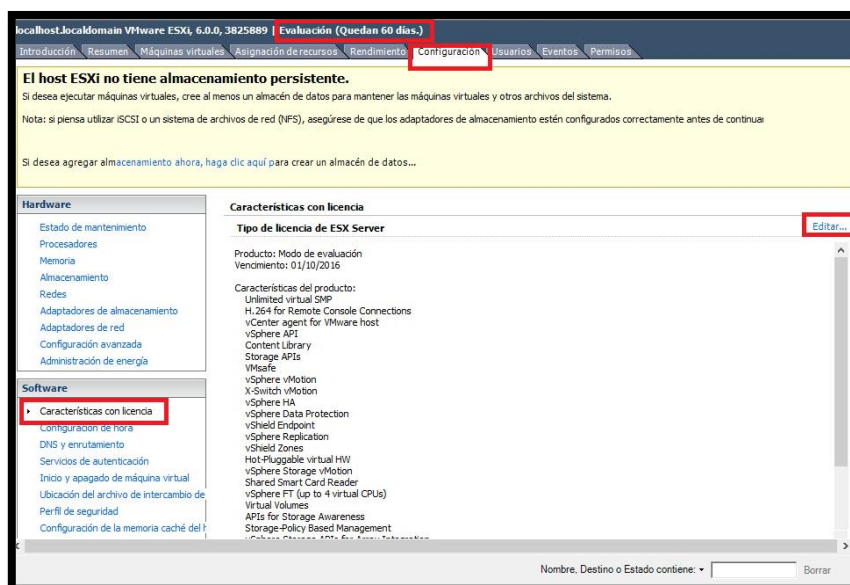 localhost.localdomain VMware ESXi, 6.0.0, 3825889 | Evaluación (Quedan 60 días.)
Introducción Resumen Máquinas virtuales Asignación de recursos Rendimiento Configuración Usuarios Eventos Permisos
El host ESXi no tiene almacenamiento persistente.
Si desea ejecutar máquinas virtuales, cree al menos un almacén de datos para mantener las máquinas virtuales y otros archivos del sistema.
Nota: si piensa utilizar iSCSI o un sistema de archivos de red (NFS), asegúrese de que los adaptadores de almacenamiento estén configurados correctamente antes de continuar
Si desea agregar almacenamiento ahora, haga clic aquí para crear un almacén de datos...
Hardware
Estado de mantenimiento
Procesadores
Memoria
Almacenamiento
Redes
Adaptadores de almacenamiento
Adaptadores de red
Configuración avanzada
Administración de energía
Software
Características con licencia
Configuración de hora
DNS y enrutamiento
Servicios de autenticación
Inicio y apagado de máquina virtual
Ubicación del archivo de intercambio de
Perfil de seguridad
Configuración de la memoria caché del h
Características con licencia
Tipo de licencia de ESX Server
Editar...
Producto: Modo de evaluación
Vencimiento: 01/10/2016
Características del producto:
Unlimited virtual SMP
H.264 for Remote Console Connections
vCenter agent for VMware host
vSphere API
Content Library
Storage APIs
VMsafe
vSphere vMotion
X-Switch vMotion
vSphere HA
vSphere Data Protection
vShield Endpoint
vSphere Replication
vShield Zones
Hot-Pluggable virtual HW
vSphere Storage vMotion
Shared Smart Card Reader
vSphere FT (up to 4 virtual CPUs)
Virtual Volumes
APIs for Storage Awareness
Storage-Policy Based Management
vSphere Storage APIs for Array Integration
Nombre, Destino o Estado contiene:
Borrar